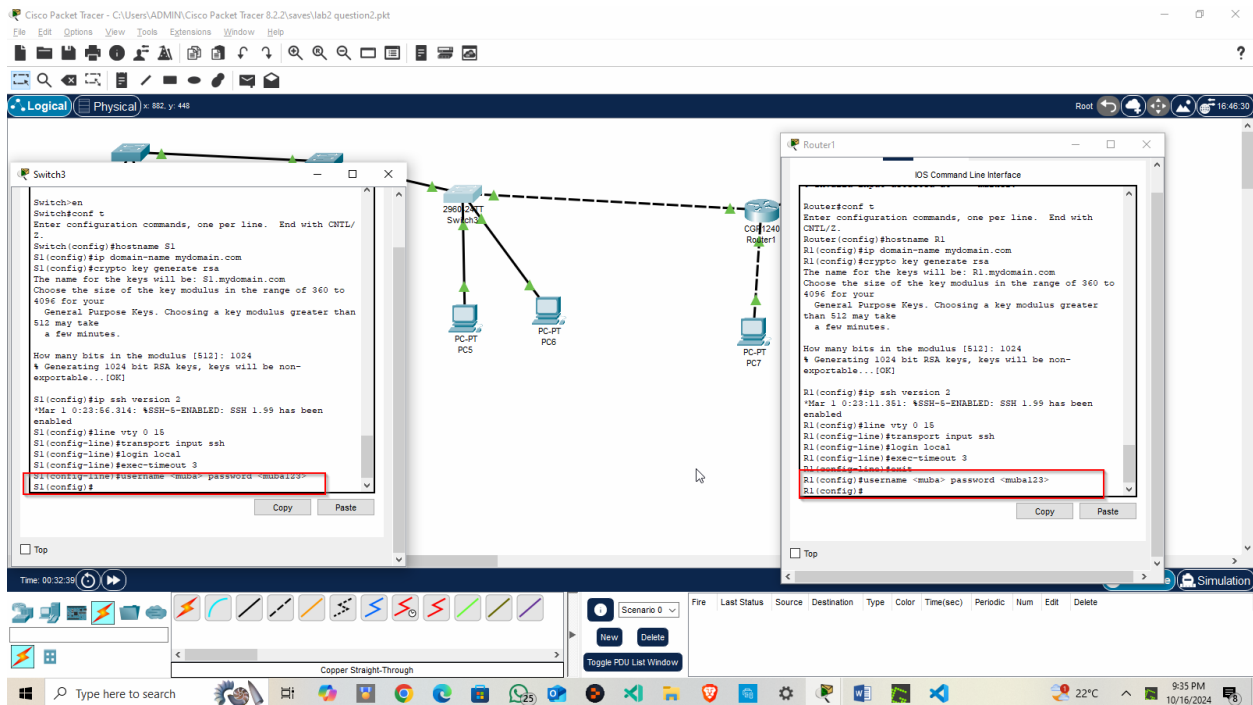 Cisco Packet Tracer - C:\Users\ADMIN\Cisco Packet Tracer 8.2.2\saves\lab2 question2.pkt
File Edit Options View Tools Extensions Window Help
?
Logical Physical x: 882, y: 448
Root 16:46:30
Switch3
Switch>en
Switch#conf t
Enter configuration commands, one per line. End with CNTL/
Z.
Switch(config)#hostname S1
S1(config)#ip domain-name mydomain.com
S1(config)#crypto key generate rsa
The name for the keys will be: S1.mydomain.com
Choose the size of the key modulus in the range of 360 to
4096 for your
General Purpose Keys. Choosing a key modulus greater than
512 may take
a few minutes.
How many bits in the modulus [512]: 1024
% Generating 1024 bit RSA keys, keys will be non-
exportable...[OK]
S1(config)#ip ssh version 2
*Mar 1 0:23:56.314: %SSH-5-ENABLED: SSH 1.99 has been
enabled
S1(config)#line vty 0 15
S1(config-line)#transport input ssh
S1(config-line)#login local
S1(config-line)#exec-timeout 3
S1(config-line)#username <muba> password <muba123>
S1(config)#
Copy Paste
Top
2960-24TT
Switch3
PC-PT
PC5
PC-PT
PC6
CGR1240
Router1
PC-PT
PC7
Router1
IOS Command Line Interface
Router#conf t
Enter configuration commands, one per line. End with
CNTL/Z.
Router(config)#hostname R1
R1(config)#ip domain-name mydomain.com
R1(config)#crypto key generate rsa
The name for the keys will be: R1.mydomain.com
Choose the size of the key modulus in the range of 360 to
4096 for your
General Purpose Keys. Choosing a key modulus greater
than 512 may take
a few minutes.
How many bits in the modulus [512]: 1024
% Generating 1024 bit RSA keys, keys will be non-
exportable...[OK]
R1(config)#ip ssh version 2
*Mar 1 0:23:11.351: %SSH-5-ENABLED: SSH 1.99 has been
enabled
R1(config)#line vty 0 15
R1(config-line)#transport input ssh
R1(config-line)#login local
R1(config-line)#exec-timeout 3
R1(config-line)#exit
R1(config)#username <muba> password <muba123>
R1(config)#
Copy Paste
Top
Time: 00:32:39
Simulation
Scenario 0
New Delete
Toggle PDU List Window
Fire Last Status Source Destination Type Color Time(sec) Periodic Num Edit Delete
Copper Straight-Through
Type here to search
25
22°C
9:35 PM
10/16/2024
8